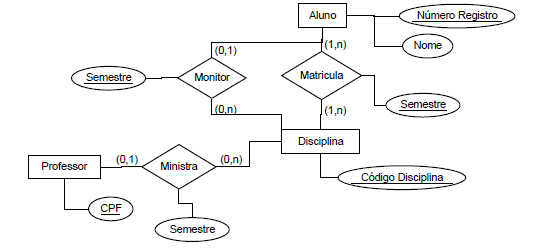 Aluno
Número Registro
Nome
(0,1)
(1,n)
Semestre
Monitor
Matricula
Semestre
(0,n)
(1,n)
Disciplina
Professor
(0,1)
Ministra
(0,n)
Código Disciplina
CPF
Semestre